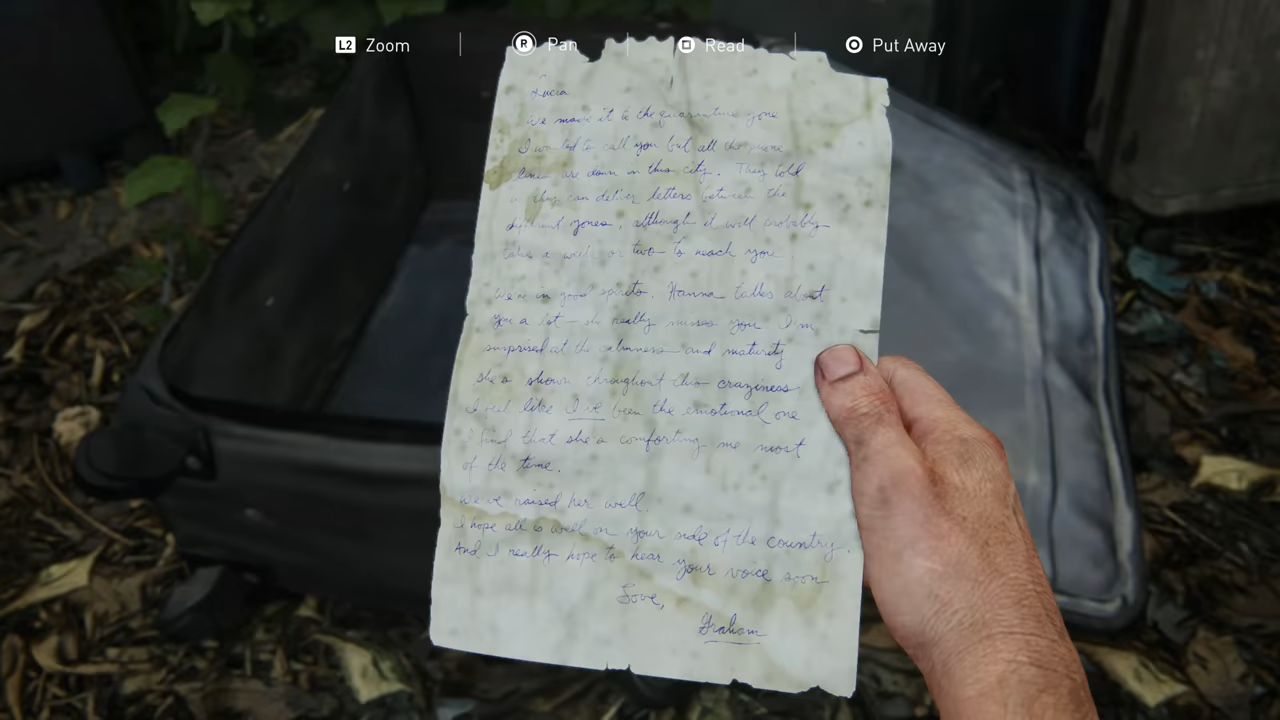 L2 Zoom
R Pan
Read
Put Away
Lucia
We made it to the quarantine zone
I wanted to call you but all the phone
lines are down in this city. They told
us they can deliver letters between the
different zones, although it will probably
take a week or two to reach you
We're in good spirits. Hanna talks about
you a lot - she really misses you I'm
surprised at the calmness and maturity
she's shown throughout this craziness
I feel like I've been the emotional one
I find that she's comforting me most
of the time.
We've raised her well.
I hope all is well on your side of the country.
And I really hope to hear your voice soon
Love,
Graham